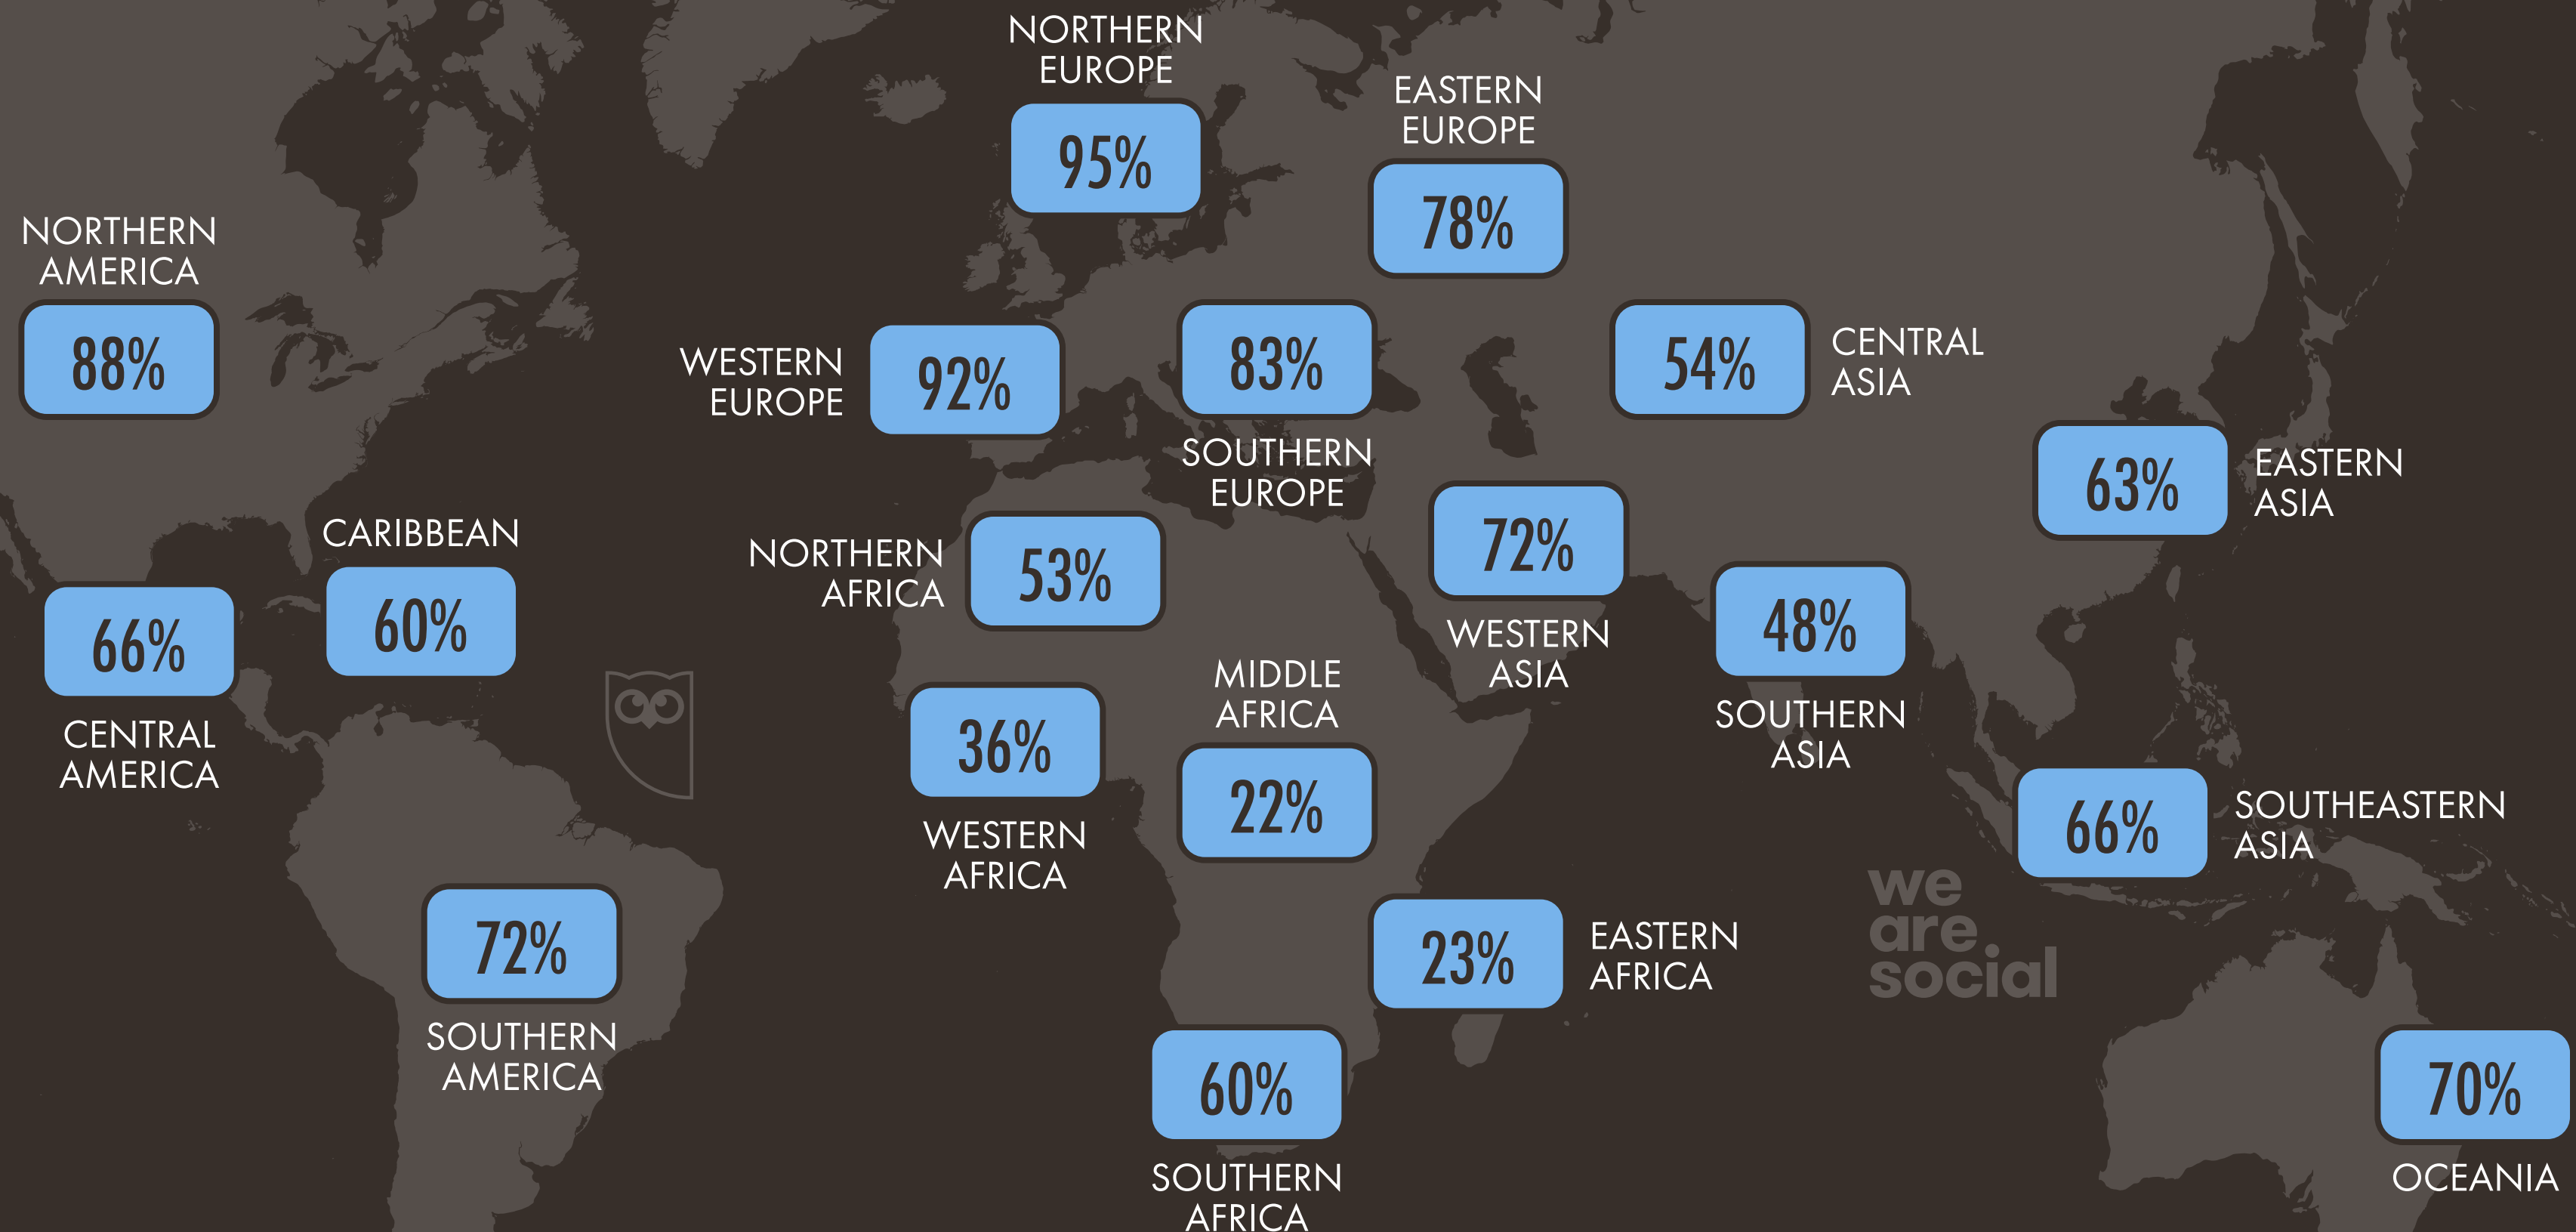 NORTHERN
EUROPE
95%
EASTERN
EUROPE
78%
NORTHERN
AMERICA
88%
WESTERN
EUROPE
92%
83%
SOUTHERN
EUROPE
54%
CENTRAL
ASIA
63%
EASTERN
ASIA
CARIBBEAN
60%
NORTHERN
AFRICA
53%
72%
WESTERN
ASIA
48%
SOUTHERN
ASIA
66%
CENTRAL
AMERICA
36%
WESTERN
AFRICA
MIDDLE
AFRICA
22%
66%
SOUTHEASTERN
ASIA
72%
SOUTHERN
AMERICA
23%
EASTERN
AFRICA
we
are
social
60%
SOUTHERN
AFRICA
70%
OCEANIA